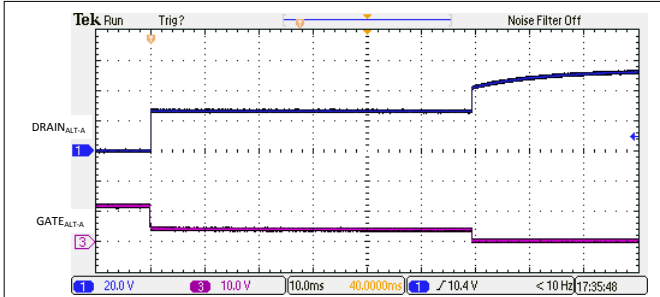 Tek Run Trig? Noise Filter Off
DRAINALT-A
1
GATEALT-A
3
1 20.0 V 3 10.0 V 10.0ms 40.0000ms 1 10.4 V < 10 Hz 17:35:48